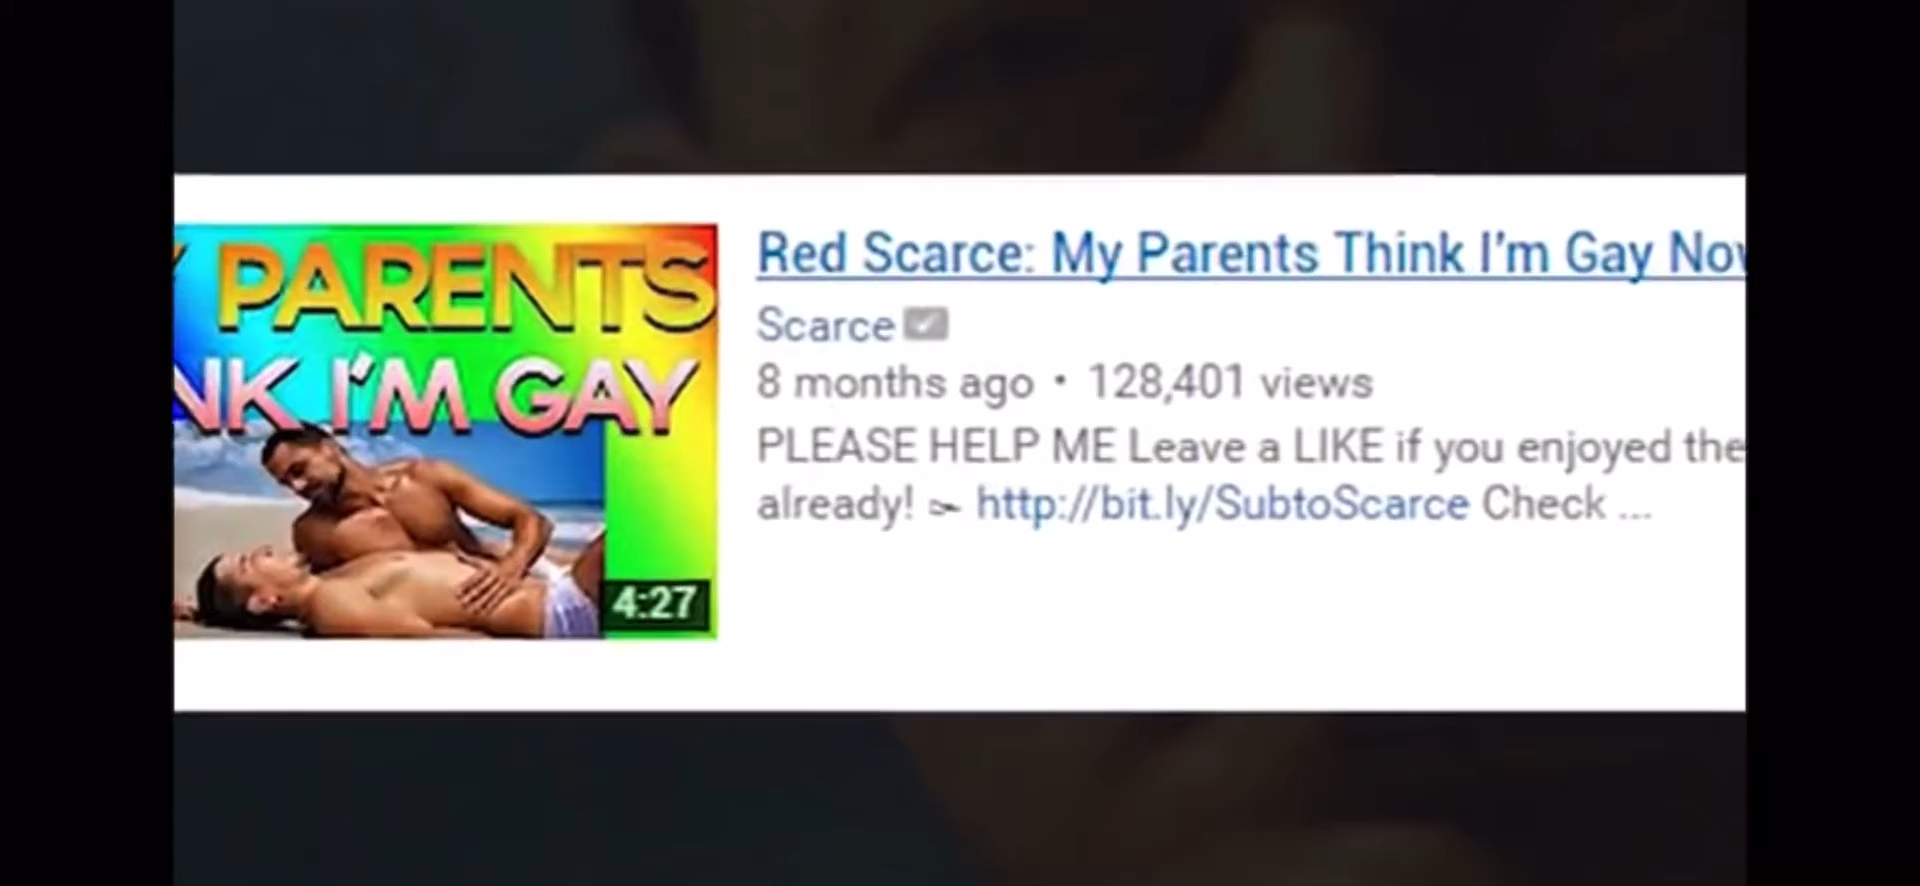 PARENTS
NK I'M GAY
4:27
Red Scarce: My Parents Think I'm Gay Nov
Scarce
8 months ago • 128,401 views
PLEASE HELP ME Leave a LIKE if you enjoyed the
already! ➣ http://bit.ly/SubtoScarce Check ...